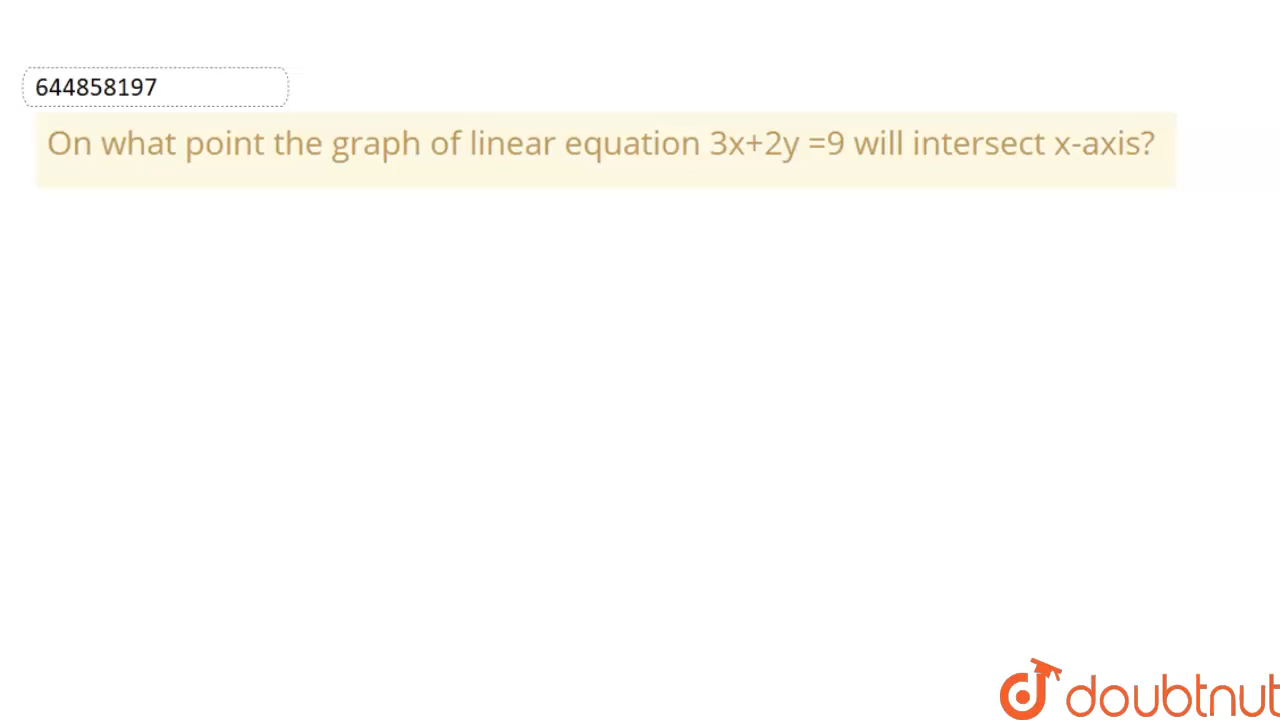 644858197
On what point the graph of linear equation 3x+2y =9 will intersect x-axis?
doubtnut